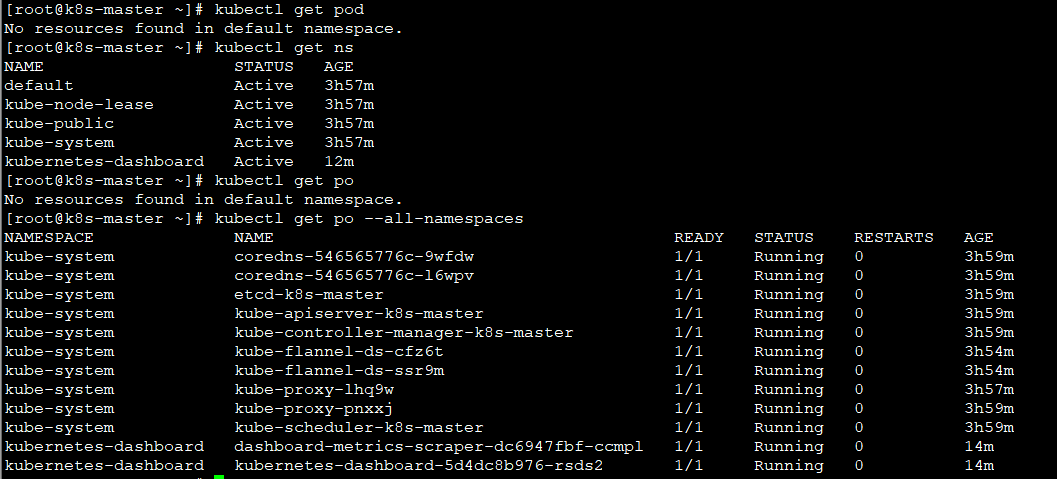 [root@k8s-master ~]# kubectl get pod
No resources found in default namespace.
[root@k8s-master ~]# kubectl get ns
NAME STATUS AGE
default Active 3h57m
kube-node-lease Active 3h57m
kube-public Active 3h57m
kube-system Active 3h57m
kubernetes-dashboard Active 12m
[root@k8s-master ~]# kubectl get po
No resources found in default namespace.
[root@k8s-master ~]# kubectl get po --all-namespaces
NAMESPACE NAME READY STATUS RESTARTS AGE
kube-system coredns-546565776c-9wfdw 1/1 Running 0 3h59m
kube-system coredns-546565776c-l6wpv 1/1 Running 0 3h59m
kube-system etcd-k8s-master 1/1 Running 0 3h59m
kube-system kube-apiserver-k8s-master 1/1 Running 0 3h59m
kube-system kube-controller-manager-k8s-master 1/1 Running 0 3h59m
kube-system kube-flannel-ds-cfz6t 1/1 Running 0 3h54m
kube-system kube-flannel-ds-ssr9m 1/1 Running 0 3h54m
kube-system kube-proxy-lhq9w 1/1 Running 0 3h57m
kube-system kube-proxy-pnxxj 1/1 Running 0 3h59m
kube-system kube-scheduler-k8s-master 1/1 Running 0 3h59m
kubernetes-dashboard dashboard-metrics-scraper-dc6947fbf-ccmpl 1/1 Running 0 14m
kubernetes-dashboard kubernetes-dashboard-5d4dc8b976-rsds2 1/1 Running 0 14m